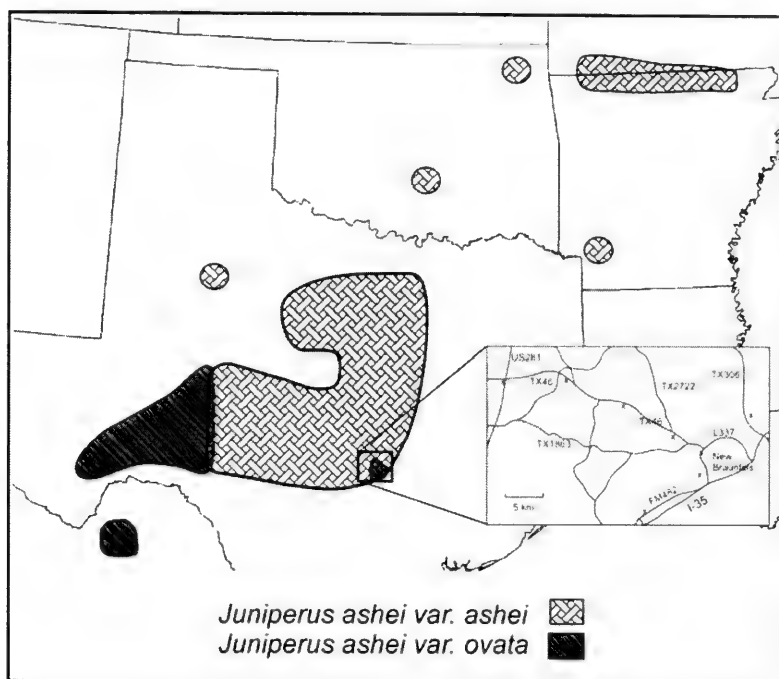 US281
TX46
TX2722
TX306
TX46
L337
TX1863
New
Braunfels
FM482
I-35
5 km
Juniperus ashei var. ashei
Juniperus ashei var. ovata